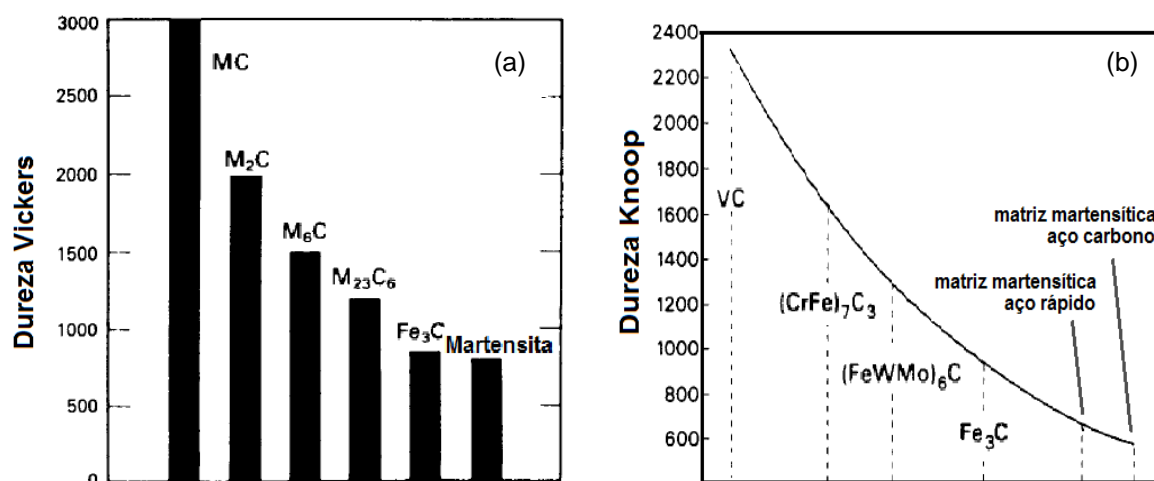 Dureza Vickers
3000
2500
2000
1500
1000
500
0
(a)
MC
M₂C
M₆C
M₂₃C₆
Fe₃C
Martensita
Dureza Knoop
2400
2200
2000
1800
1600
1400
1200
1000
800
600
(b)
VC
(CrFe)₇C₃
(FeWMo)₆C
Fe₃C
matriz martensítica
aço rápido
matriz martensítica
aço carbono